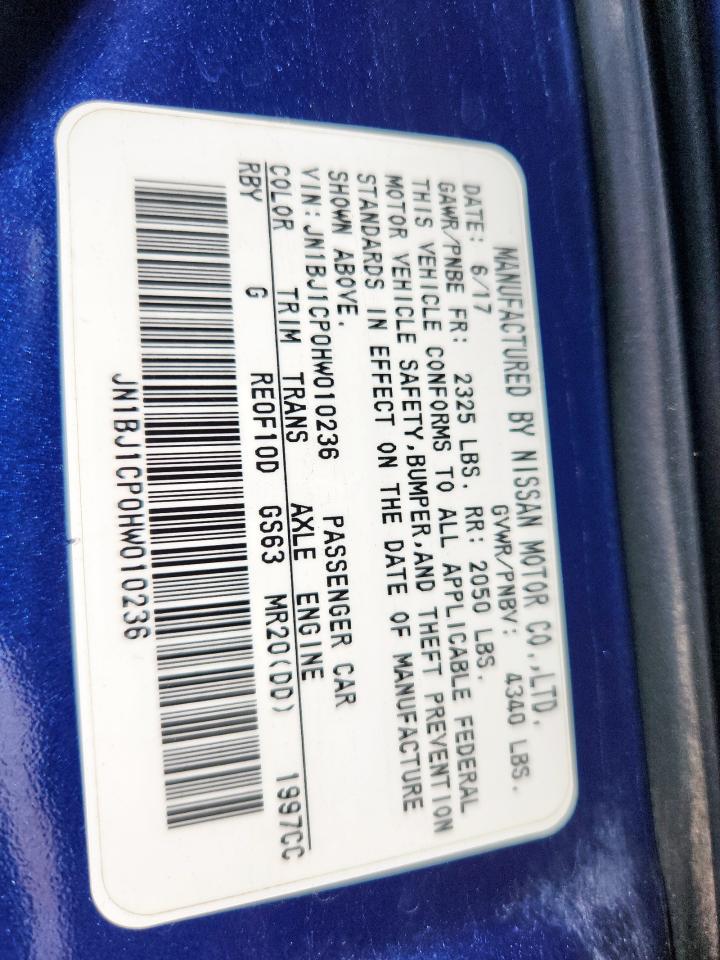 MANUFACTURED BY NISSAN MOTOR CO.,LTD.
DATE: 6/17 GVWR/PNBV: 4340 LBS.
GAWR/PNBE FR: 2325 LBS. RR: 2050 LBS.
THIS VEHICLE CONFORMS TO ALL APPLICABLE FEDERAL
MOTOR VEHICLE SAFETY,BUMPER,AND THEFT PREVENTION
STANDARDS IN EFFECT ON THE DATE OF MANUFACTURE
SHOWN ABOVE.
VIN:JN1BJ1CP0HW010236 PASSENGER CAR
COLOR TRIM TRANS AXLE ENGINE
RBY G RE0F10D GS63 MR20(DD) 1997CC
JN1BJ1CP0HW010236